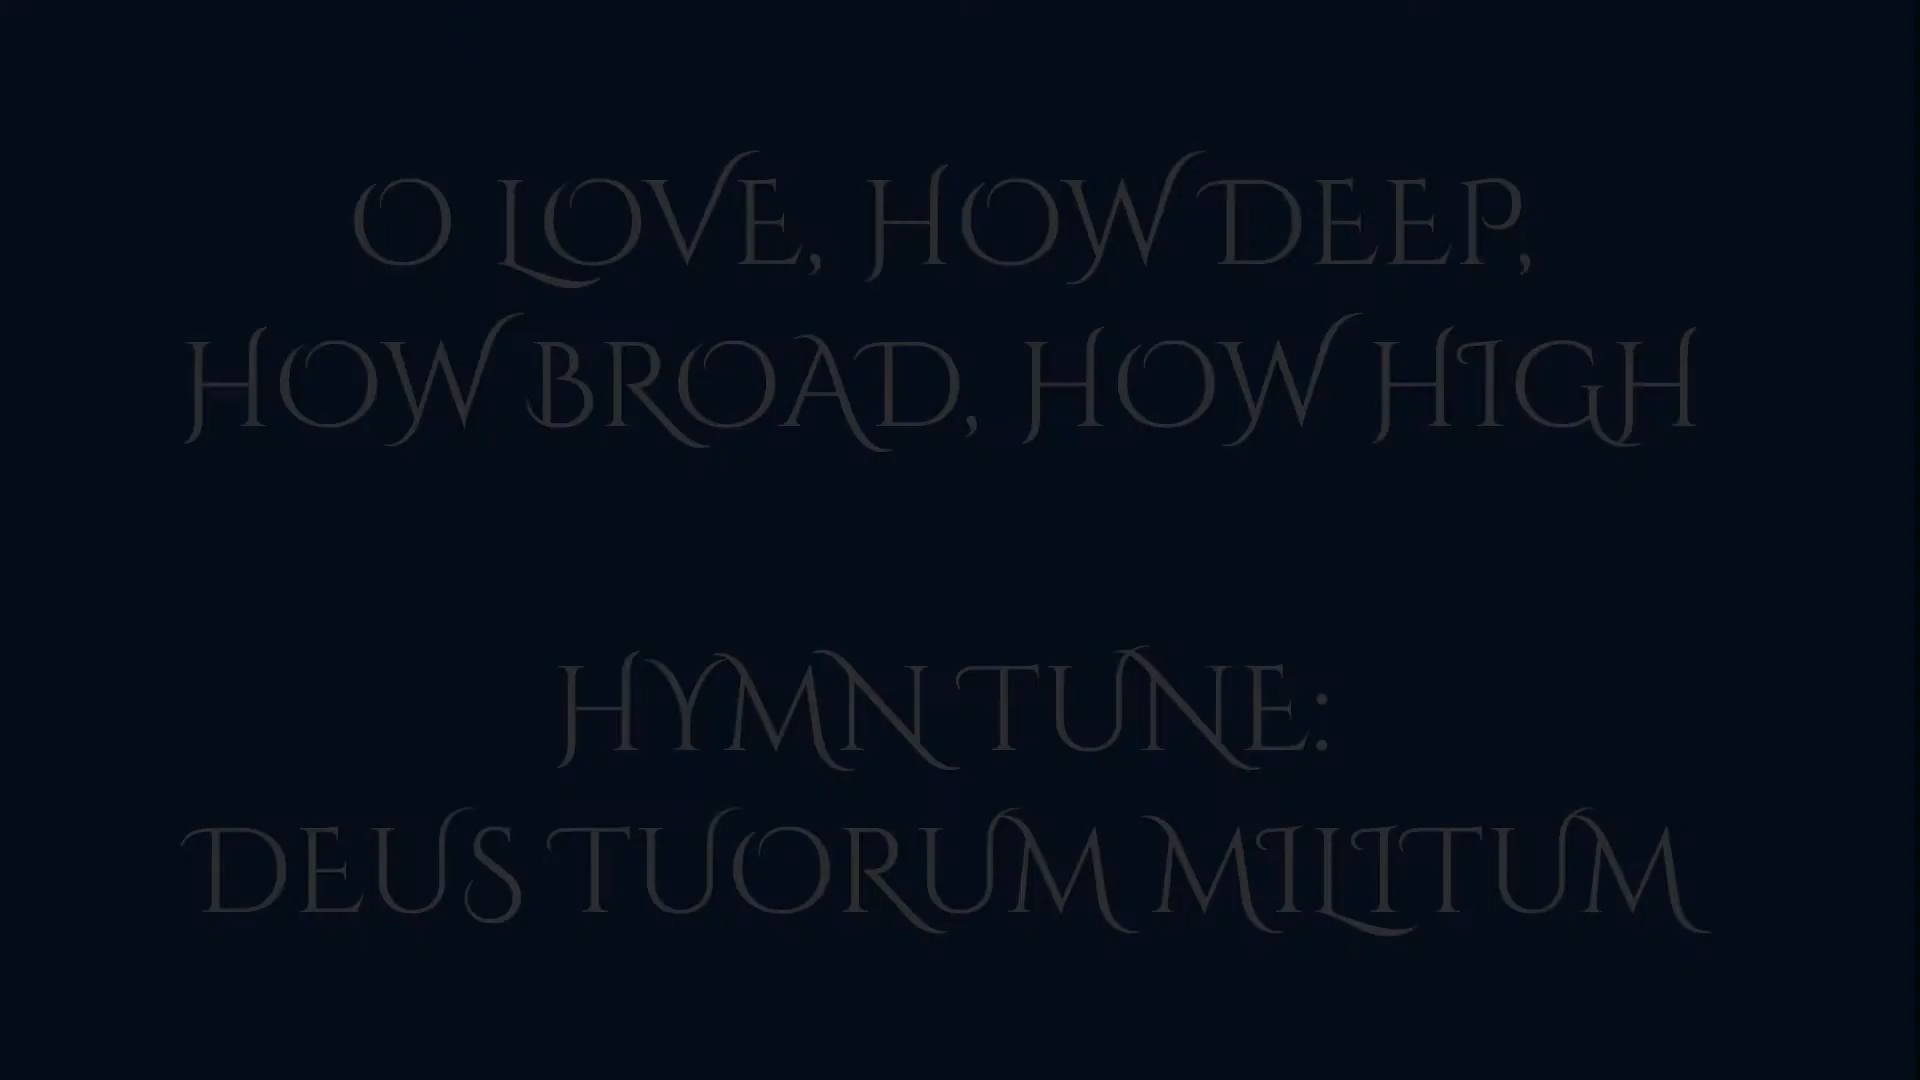 O LOVE, HOW DEEP,
HOW BROAD, HOW HIGH
HYMN TUNE:
DEUS TUORUM MILITUM